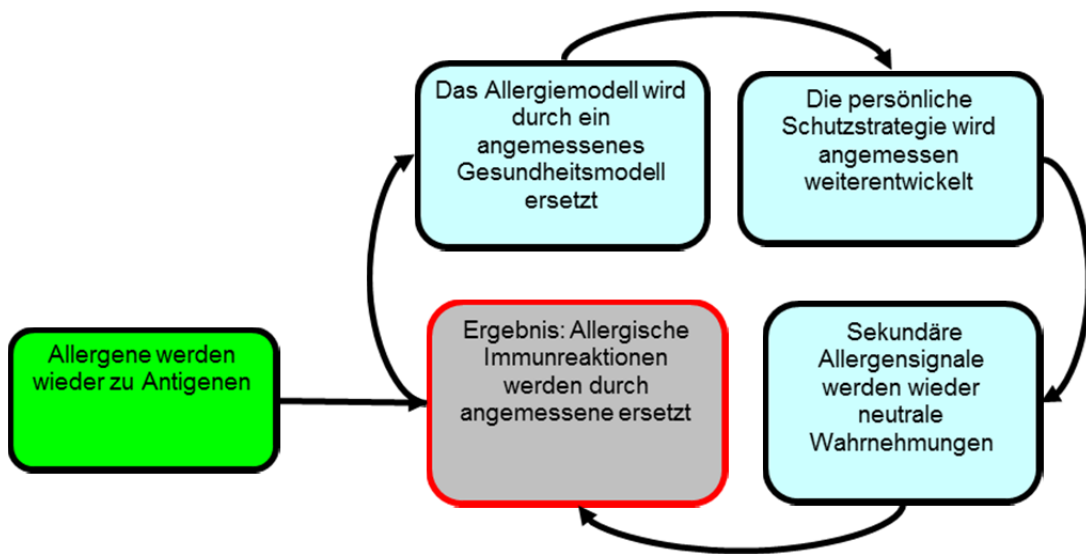 Das Allergiemodell wird
durch ein
angemessenes
Gesundheitsmodell
ersetzt
Die persönliche
Schutzstrategie wird
angemessen
weiterentwickelt
Allergene werden
wieder zu Antigenen
Ergebnis: Allergische
Immunreaktionen
werden durch
angemessene ersetzt
Sekundäre
Allergensignale
werden wieder
neutrale
Wahrnehmungen